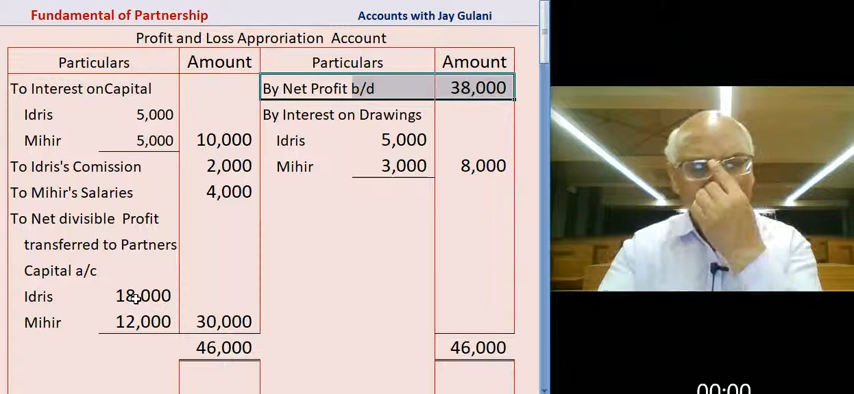 Fundamental of Partnership Accounts with Jay Gulani
Profit and Loss Approriation Account
Particulars Amount Particulars Amount
To Interest onCapital By Net Profit b/d 38,000
Idris 5,000 By Interest on Drawings
Mihir 5,000 10,000 Idris 5,000
To Idris's Comission 2,000 Mihir 3,000 8,000
To Mihir's Salaries 4,000
To Net divisible Profit
transferred to Partners
Capital a/c
Idris 18,000
Mihir 12,000 30,000
46,000 46,000
00:00